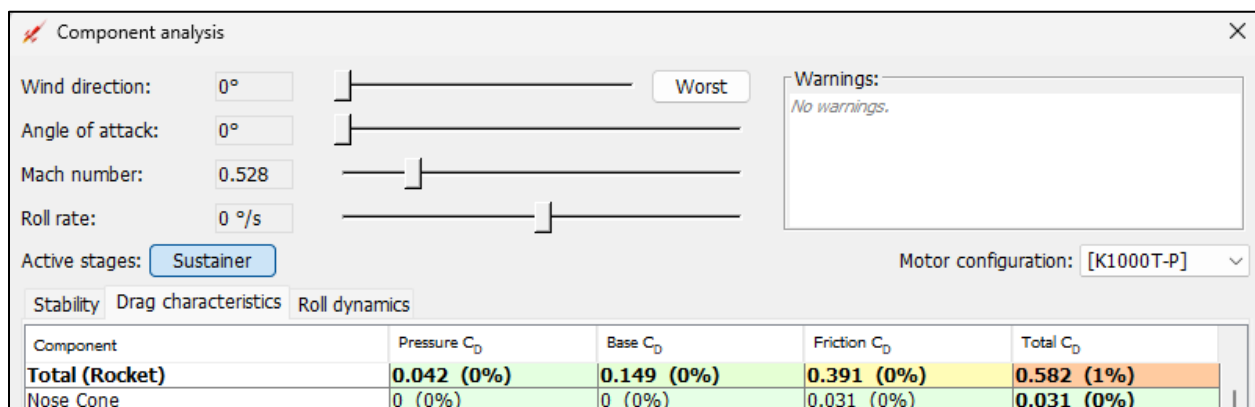 Component analysis
Wind direction: 0° Worst
Warnings:
No warnings.
Angle of attack: 0°
Mach number: 0.528
Roll rate: 0 °/s
Active stages: Sustainer Motor configuration: [K1000T-P]
Stability Drag characteristics Roll dynamics
Component Pressure CD Base CD Friction CD Total CD
Total (Rocket) 0.042 (0%) 0.149 (0%) 0.391 (0%) 0.582 (1%)
Nose Cone 0 (0%) 0 (0%) 0.031 (0%) 0.031 (0%)